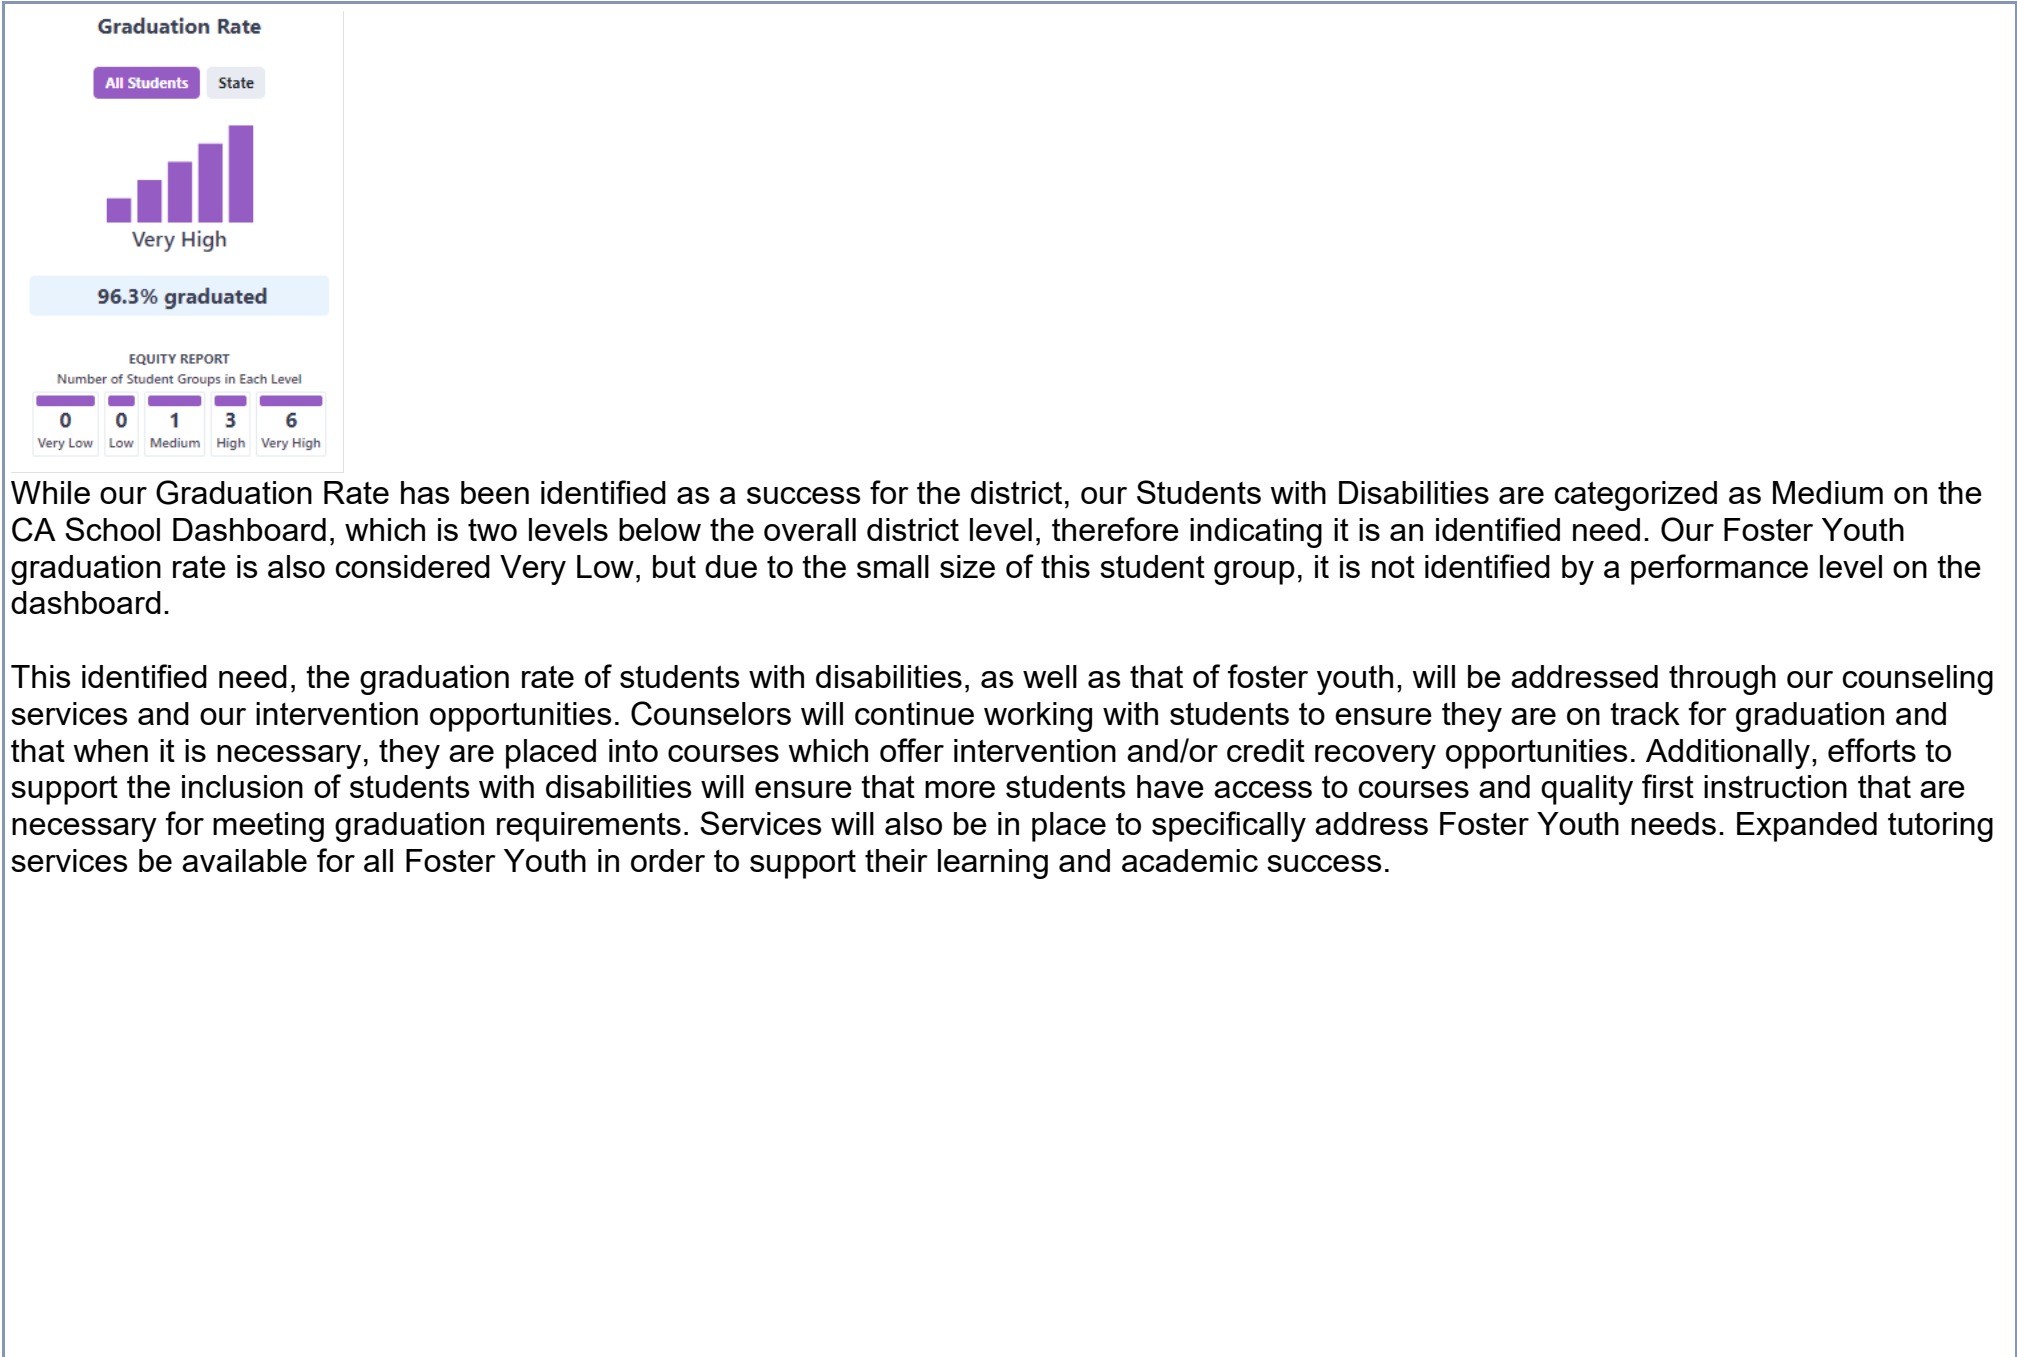 Graduation Rate
All Students State
Very High
96.3% graduated
EQUITY REPORT
Number of Student Groups in Each Level
0 0 1 3 6
Very Low Low Medium High Very High
While our Graduation Rate has been identified as a success for the district, our Students with Disabilities are categorized as Medium on the
CA School Dashboard, which is two levels below the overall district level, therefore indicating it is an identified need. Our Foster Youth
graduation rate is also considered Very Low, but due to the small size of this student group, it is not identified by a performance level on the
dashboard.
This identified need, the graduation rate of students with disabilities, as well as that of foster youth, will be addressed through our counseling
services and our intervention opportunities. Counselors will continue working with students to ensure they are on track for graduation and
that when it is necessary, they are placed into courses which offer intervention and/or credit recovery opportunities. Additionally, efforts to
support the inclusion of students with disabilities will ensure that more students have access to courses and quality first instruction that are
necessary for meeting graduation requirements. Services will also be in place to specifically address Foster Youth needs. Expanded tutoring
services be available for all Foster Youth in order to support their learning and academic success.